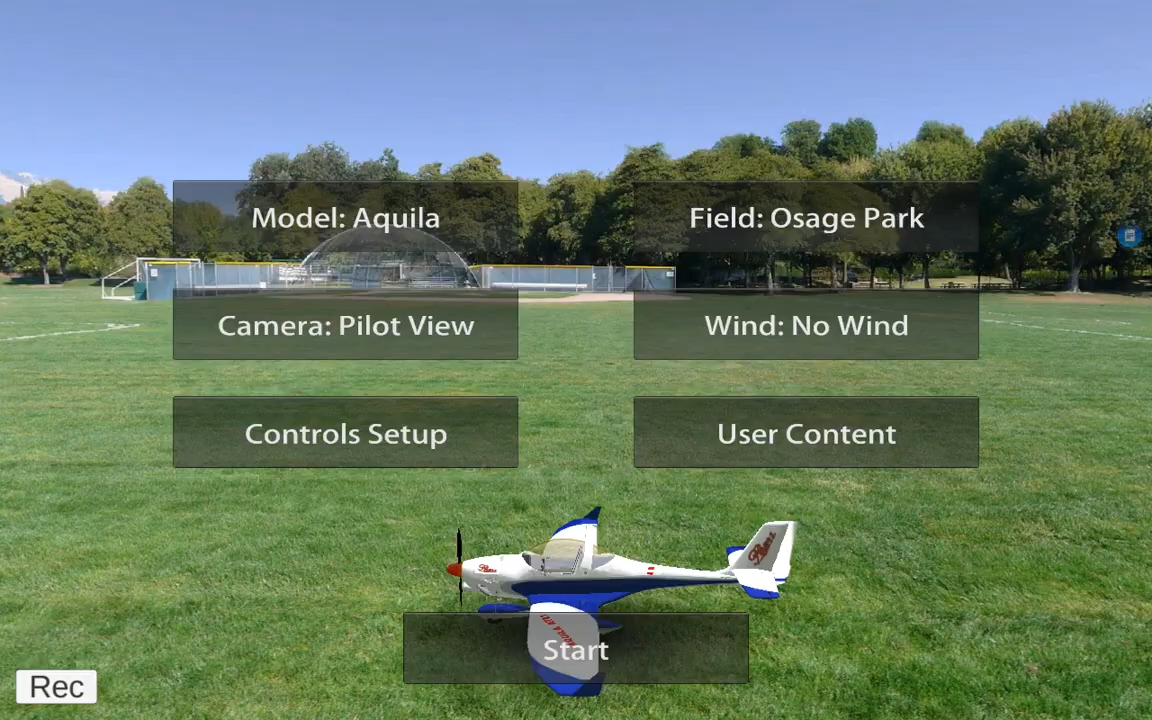 Model: Aquila
Field: Osage Park
Camera: Pilot View
Wind: No Wind
Controls Setup
User Content
Start
Rec